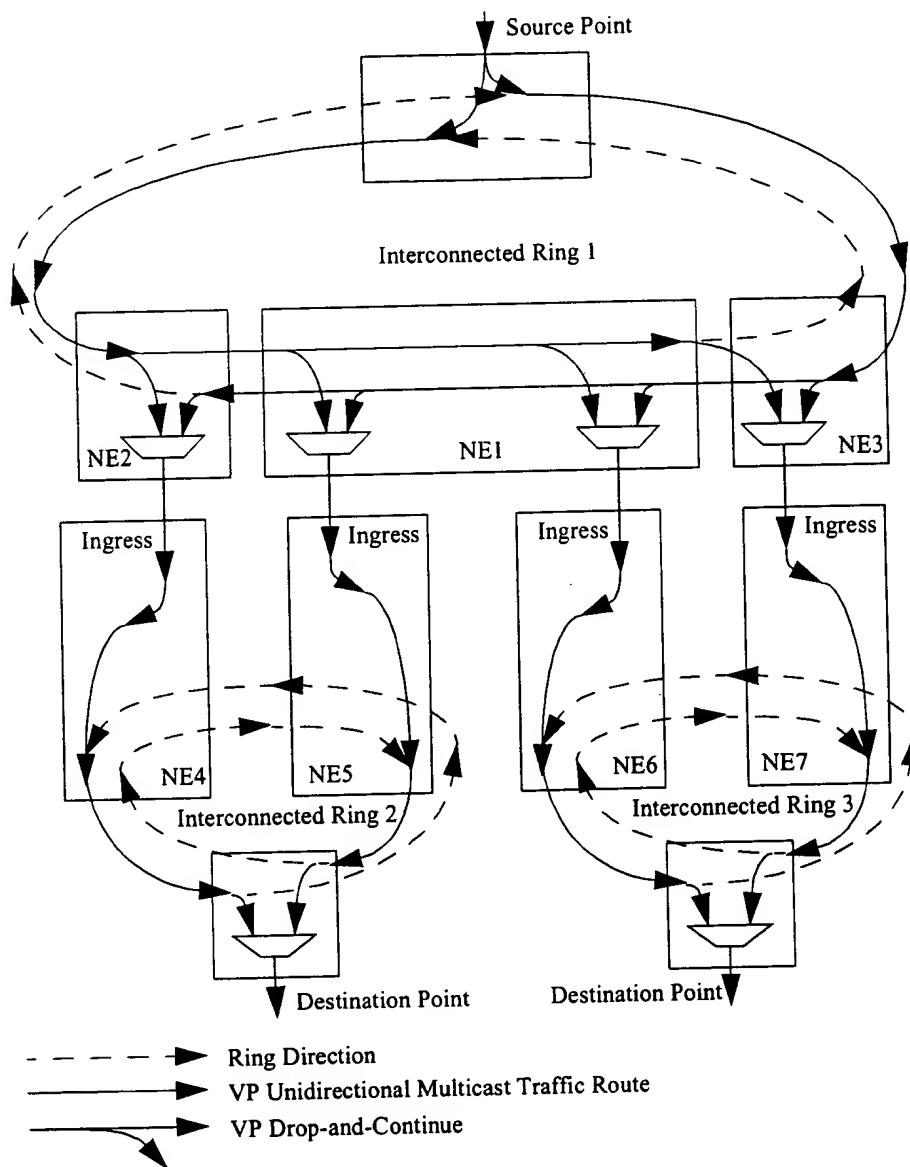 Source Point
Interconnected Ring 1
NE2
NE1
NE3
Ingress
Ingress
Ingress
Ingress
NE4
NE5
NE6
NE7
Interconnected Ring 2
Interconnected Ring 3
Destination Point
Destination Point
Ring Direction
VP Unidirectional Multicast Traffic Route
VP Drop-and-Continue